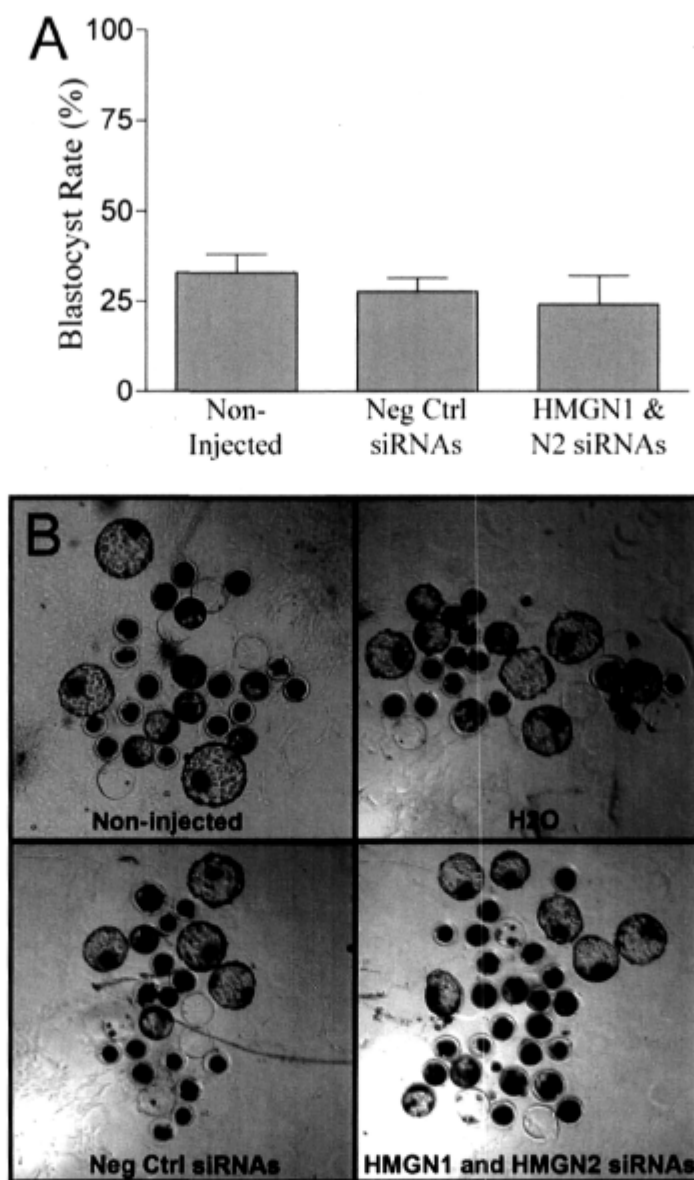 A
100
75
50
25
0
Blastocyst Rate (%)
Non-
Injected
Neg Ctrl
siRNAs
HMGN1 &
N2 siRNAs
B
Non-injected
H2O
Neg Ctrl siRNAs
HMGN1 and HMGN2 siRNAs